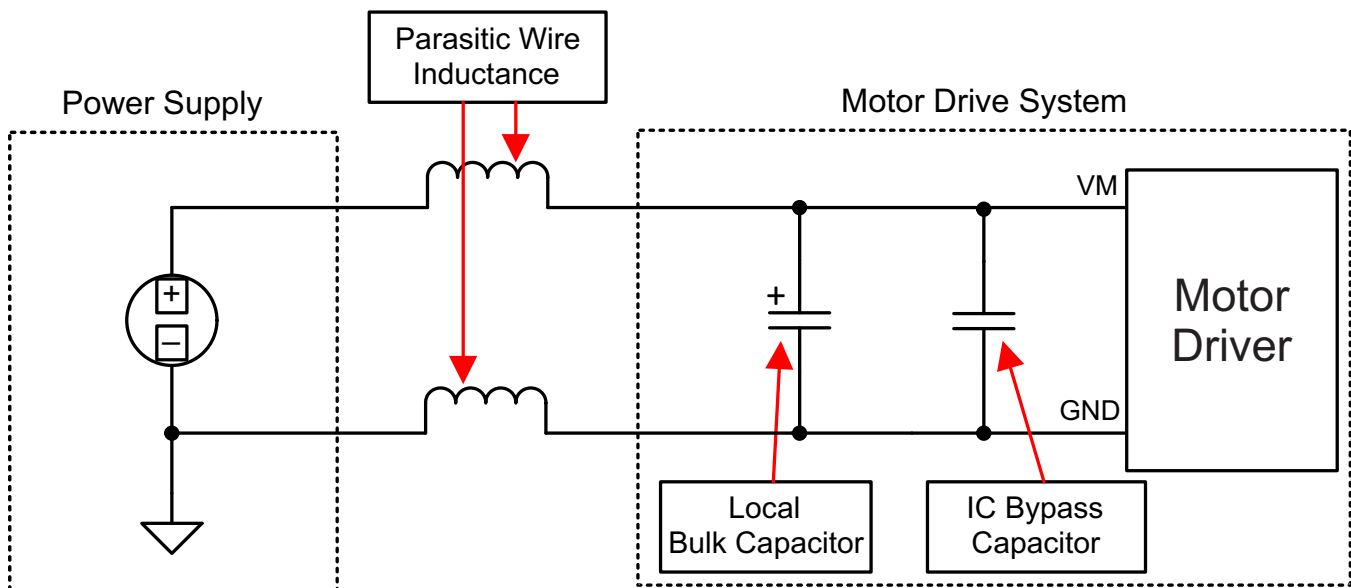 Parasitic Wire
Inductance
Power Supply
Motor Drive System
VM
+
+
–
Motor
Driver
GND
Local
Bulk Capacitor
IC Bypass
Capacitor